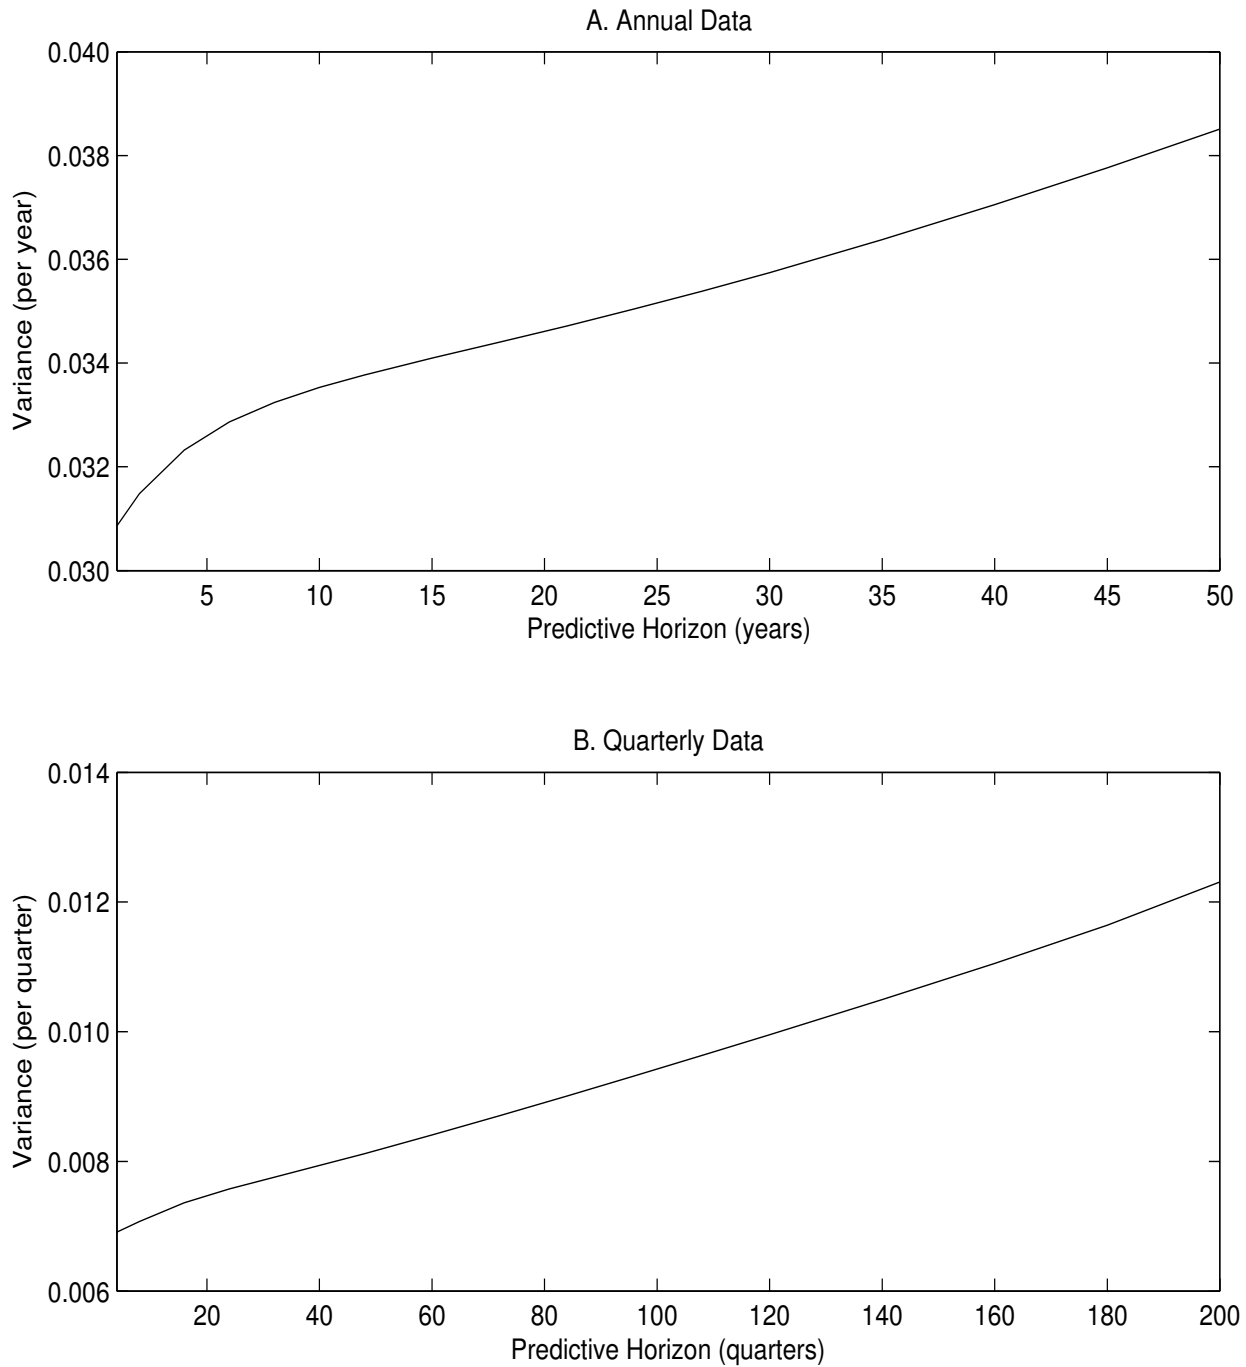 A. Annual Data
0.040
0.038
0.036
0.034
0.032
0.030
Variance (per year)
5 10 15 20 25 30 35 40 45 50
Predictive Horizon (years)
B. Quarterly Data
0.014
0.012
0.010
0.008
0.006
Variance (per quarter)
20 40 60 80 100 120 140 160 180 200
Predictive Horizon (quarters)